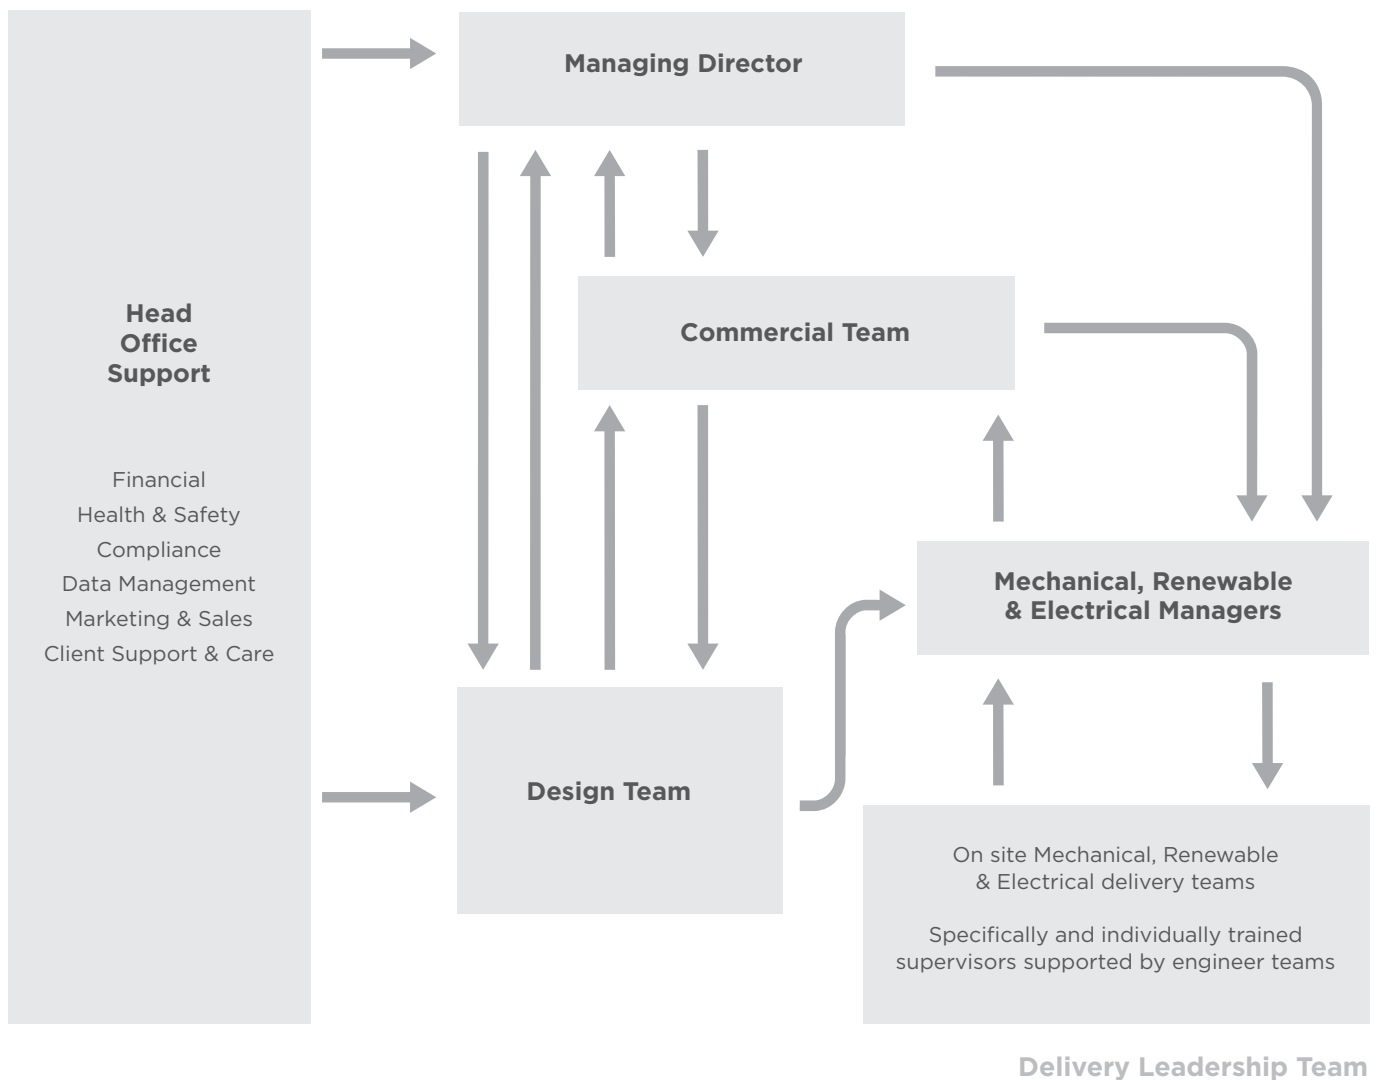 Head
Office
Support
Financial
Health & Safety
Compliance
Data Management
Marketing & Sales
Client Support & Care
Managing Director
Commercial Team
Mechanical, Renewable
& Electrical Managers
Design Team
On site Mechanical, Renewable
& Electrical delivery teams
Specifically and individually trained
supervisors supported by engineer teams
Delivery Leadership Team